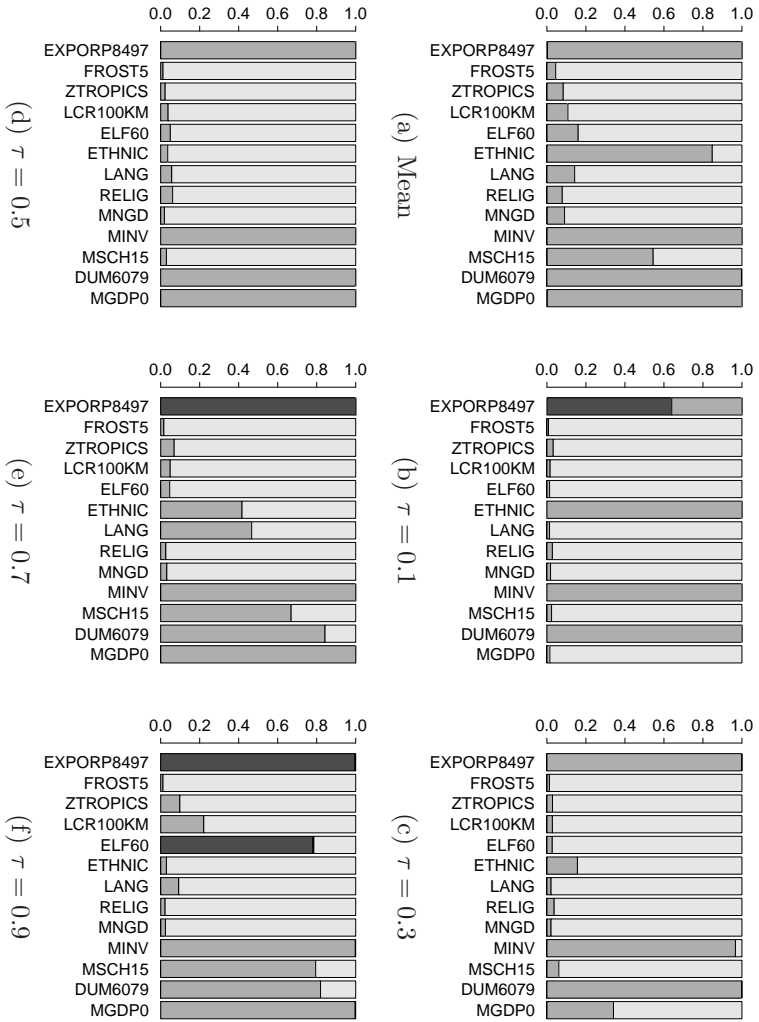 0.0 0.2 0.4 0.6 0.8 1.0
EXPORP8497
FROST5
ZTROPICS
LCR100KM
ELF60
ETHNIC
LANG
RELIG
MNGD
MINV
MSCH15
DUM6079
MGDP0
(a) Mean
0.0 0.2 0.4 0.6 0.8 1.0
EXPORP8497
FROST5
ZTROPICS
LCR100KM
ELF60
ETHNIC
LANG
RELIG
MNGD
MINV
MSCH15
DUM6079
MGDP0
(b) τ = 0.1
0.0 0.2 0.4 0.6 0.8 1.0
EXPORP8497
FROST5
ZTROPICS
LCR100KM
ELF60
ETHNIC
LANG
RELIG
MNGD
MINV
MSCH15
DUM6079
MGDP0
(c) τ = 0.3
0.0 0.2 0.4 0.6 0.8 1.0
EXPORP8497
FROST5
ZTROPICS
LCR100KM
ELF60
ETHNIC
LANG
RELIG
MNGD
MINV
MSCH15
DUM6079
MGDP0
(d) τ = 0.5
0.0 0.2 0.4 0.6 0.8 1.0
EXPORP8497
FROST5
ZTROPICS
LCR100KM
ELF60
ETHNIC
LANG
RELIG
MNGD
MINV
MSCH15
DUM6079
MGDP0
(e) τ = 0.7
0.0 0.2 0.4 0.6 0.8 1.0
EXPORP8497
FROST5
ZTROPICS
LCR100KM
ELF60
ETHNIC
LANG
RELIG
MNGD
MINV
MSCH15
DUM6079
MGDP0
(f) τ = 0.9